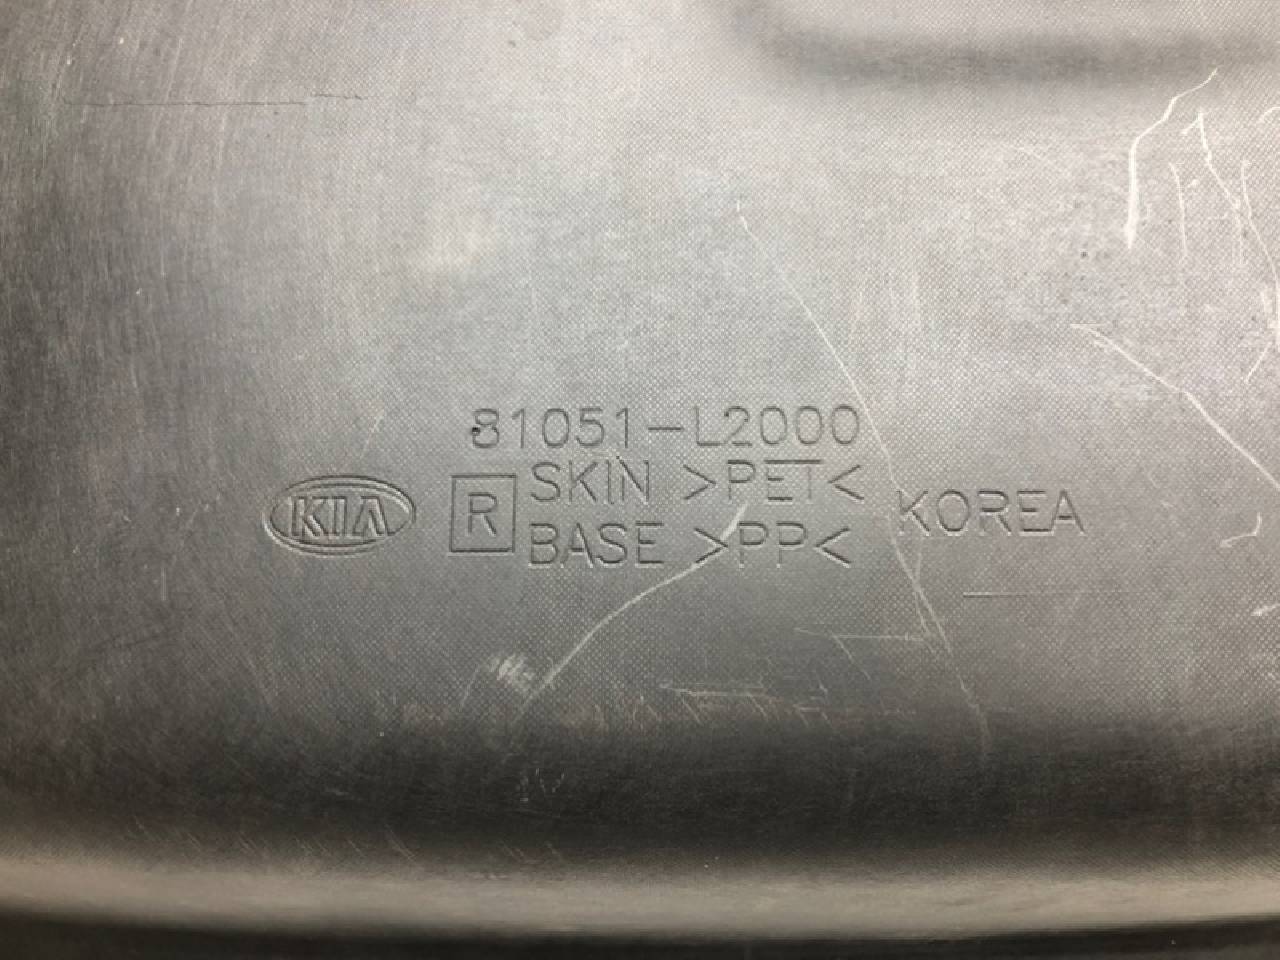 81051-L2000
KIA R SKIN >PET< KOREA
BASE >PP<